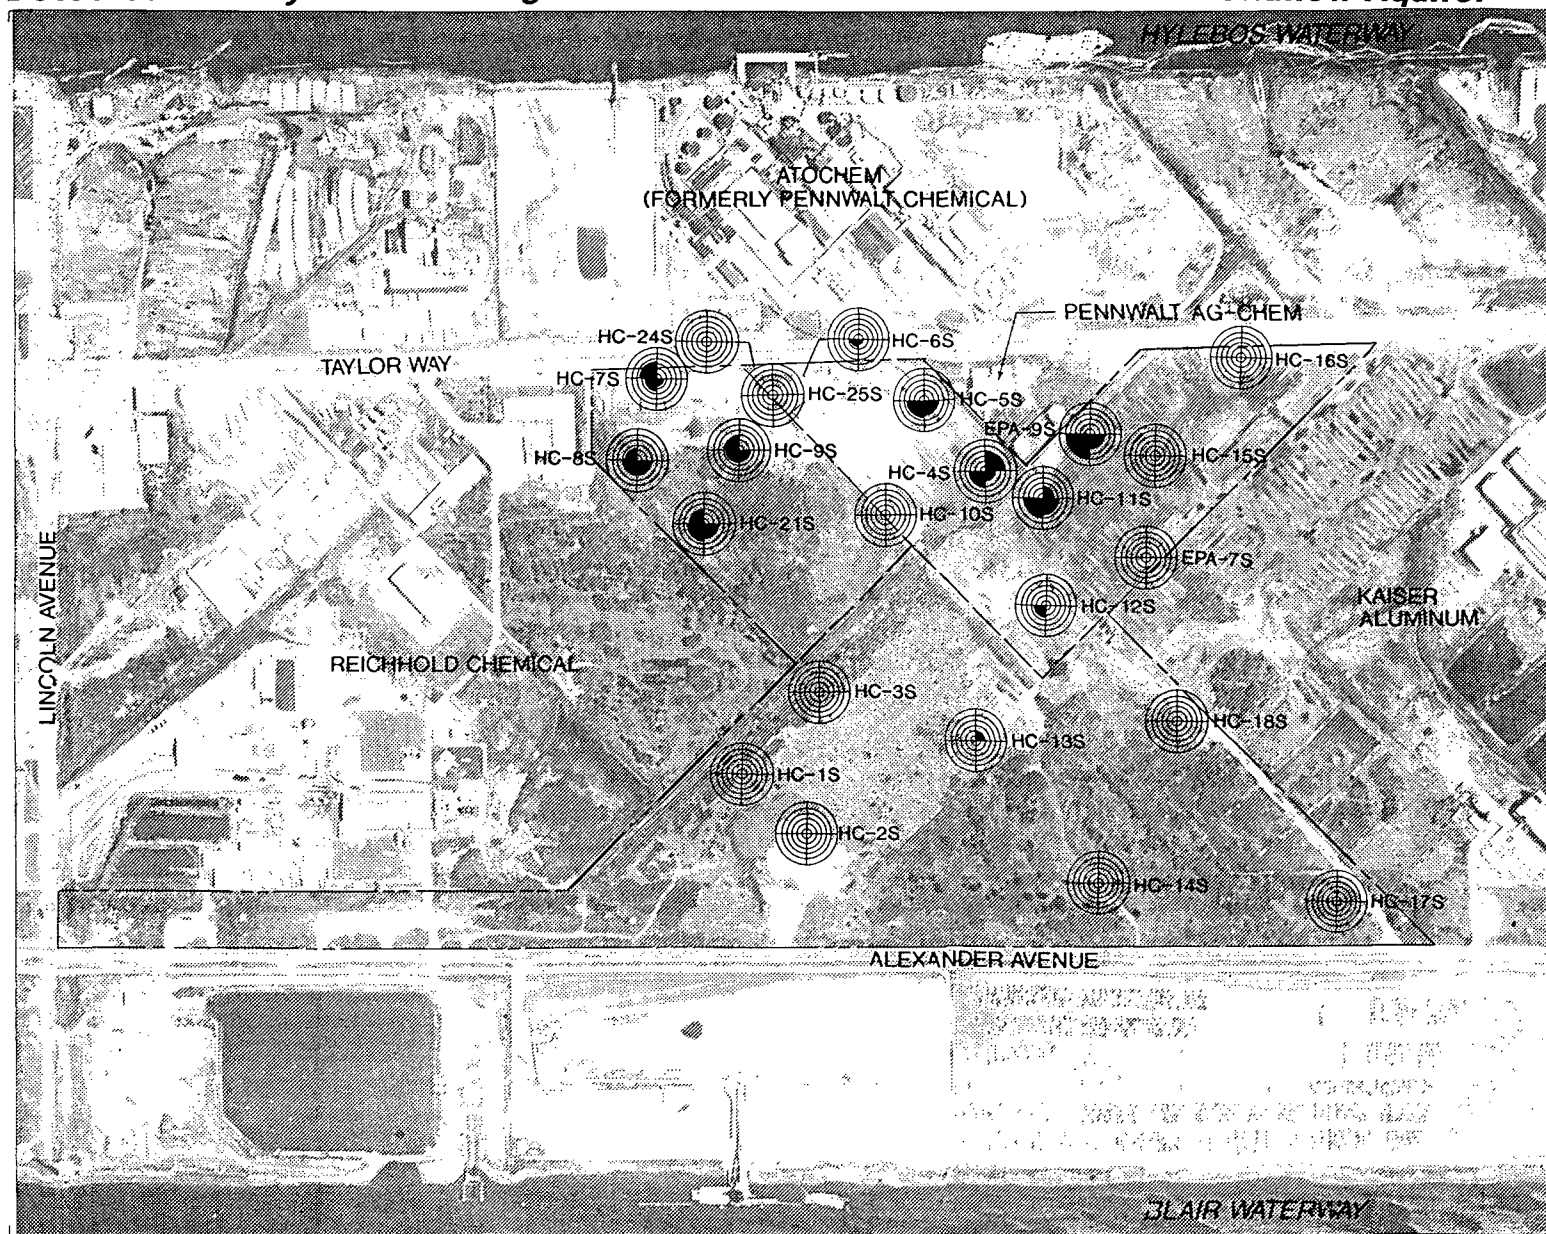 Shallow Aquifer
HYLEBOS WATERWAY
ATOCHEM
(FORMERLY PENNWALT CHEMICAL)
PENNWALT AG-CHEM
HC-24S
HC-6S
HC-16S
TAYLOR WAY
HC-7S
HC-25S
HC-5S
EPA-9S
HC-8S
HC-9S
HC-15S
HC-4S
HC-11S
HC-10S
HC-21S
EPA-7S
LINCOLN AVENUE
HC-12S
KAISER
ALUMINUM
REICHHOLD CHEMICAL
HC-3S
HC-18S
HC-13S
HC-1S
HC-2S
HC-14S
HC-17S
ALEXANDER AVENUE
BLAIR WATERWAY